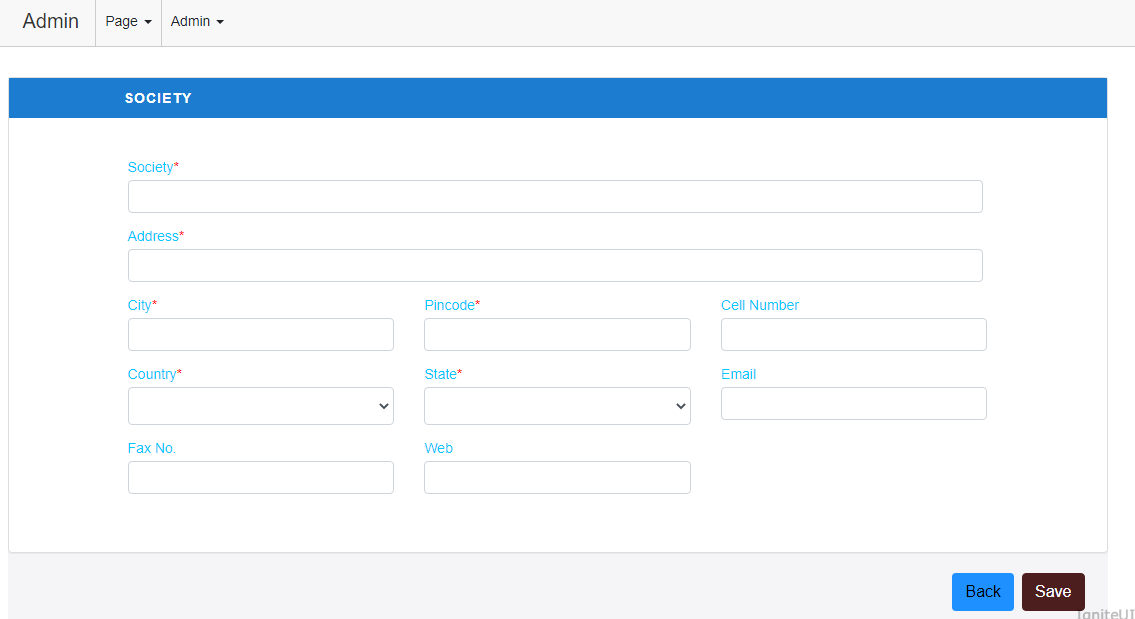 Admin Page Admin
SOCIETY
Society*
Address*
City* Pincode* Cell Number
Country* State* Email
Fax No. Web
Back Save
IgniteUI